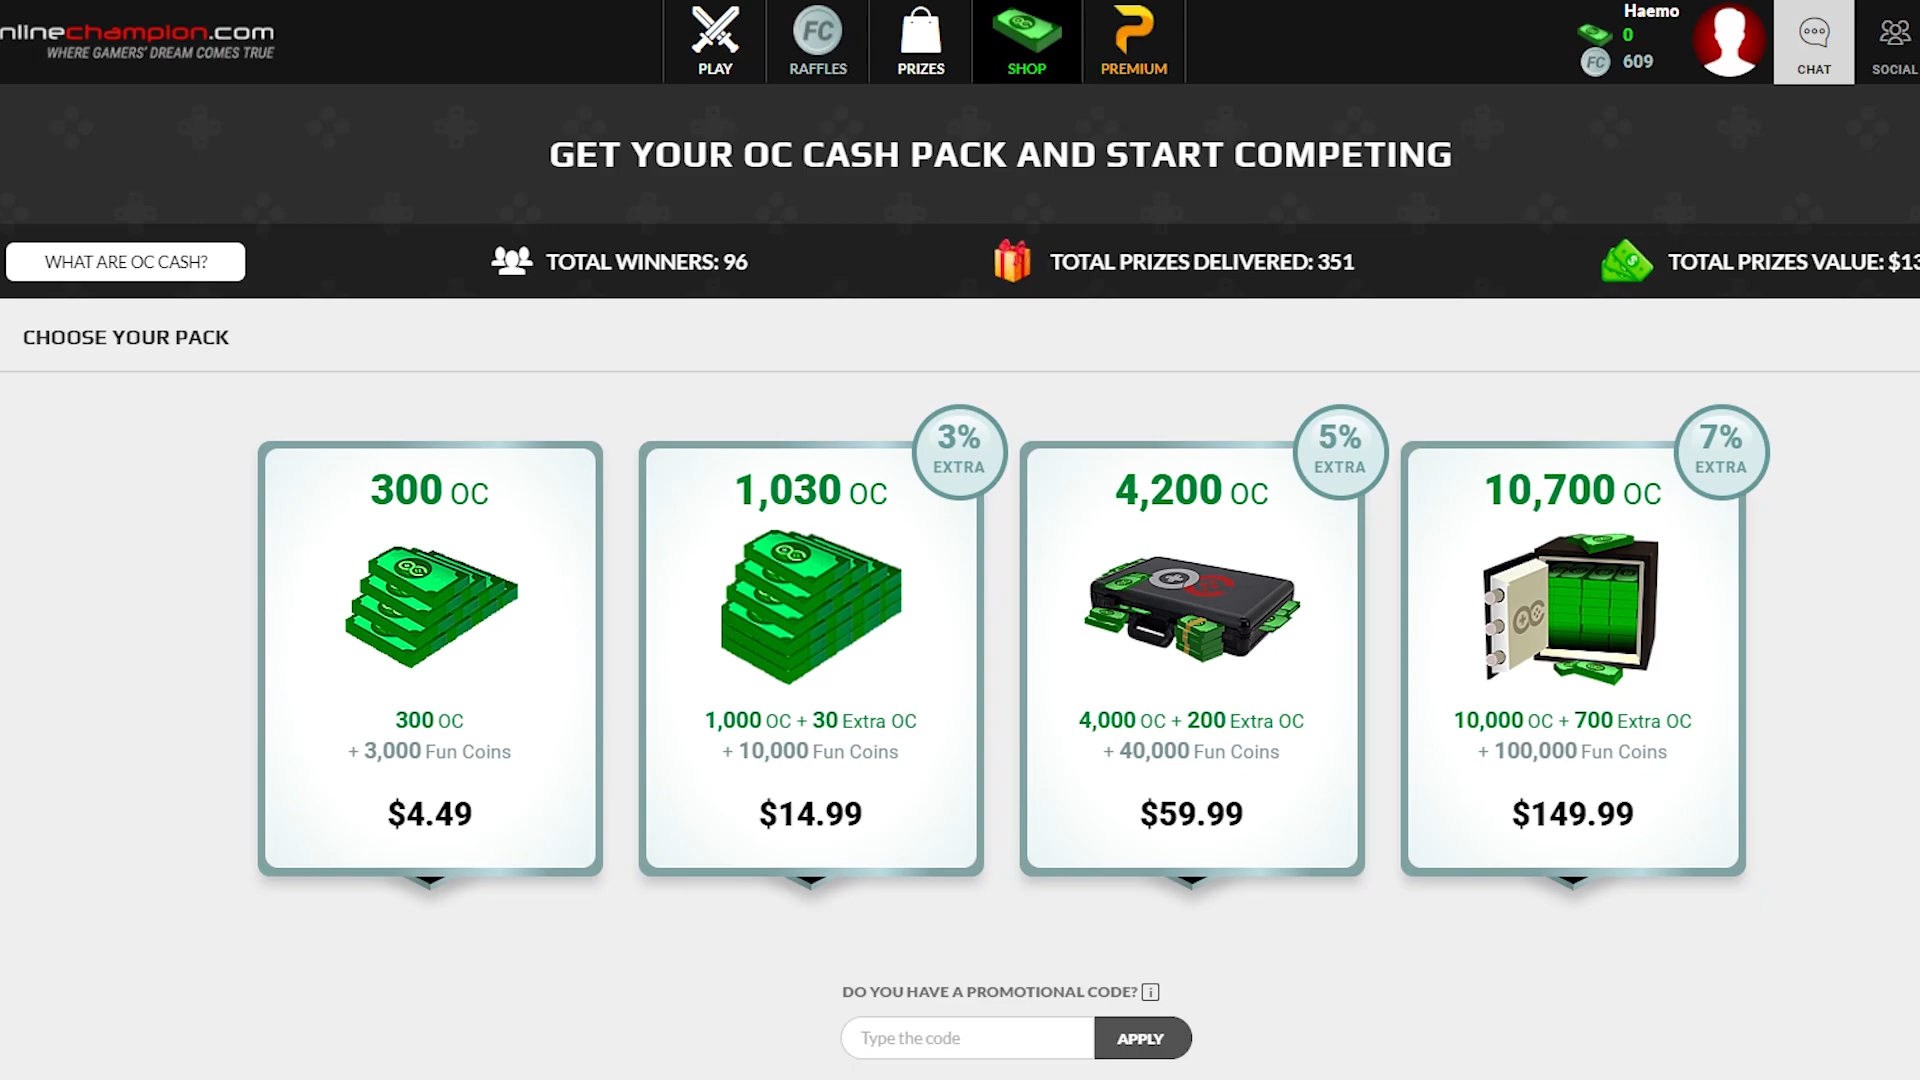 nlinechampion.com
WHERE GAMERS' DREAM COMES TRUE
PLAY
FC
RAFFLES
PRIZES
SHOP
PREMIUM
Haemo
0
FC 609
CHAT
SOCIAL
GET YOUR OC CASH PACK AND START COMPETING
WHAT ARE OC CASH?
TOTAL WINNERS: 96
TOTAL PRIZES DELIVERED: 351
TOTAL PRIZES VALUE: $13
CHOOSE YOUR PACK
300 OC
300 OC
+ 3,000 Fun Coins
$4.49
3%
EXTRA
1,030 OC
1,000 OC + 30 Extra OC
+ 10,000 Fun Coins
$14.99
5%
EXTRA
4,200 OC
4,000 OC + 200 Extra OC
+ 40,000 Fun Coins
$59.99
7%
EXTRA
10,700 OC
10,000 OC + 700 Extra OC
+ 100,000 Fun Coins
$149.99
DO YOU HAVE A PROMOTIONAL CODE? i
Type the code
APPLY